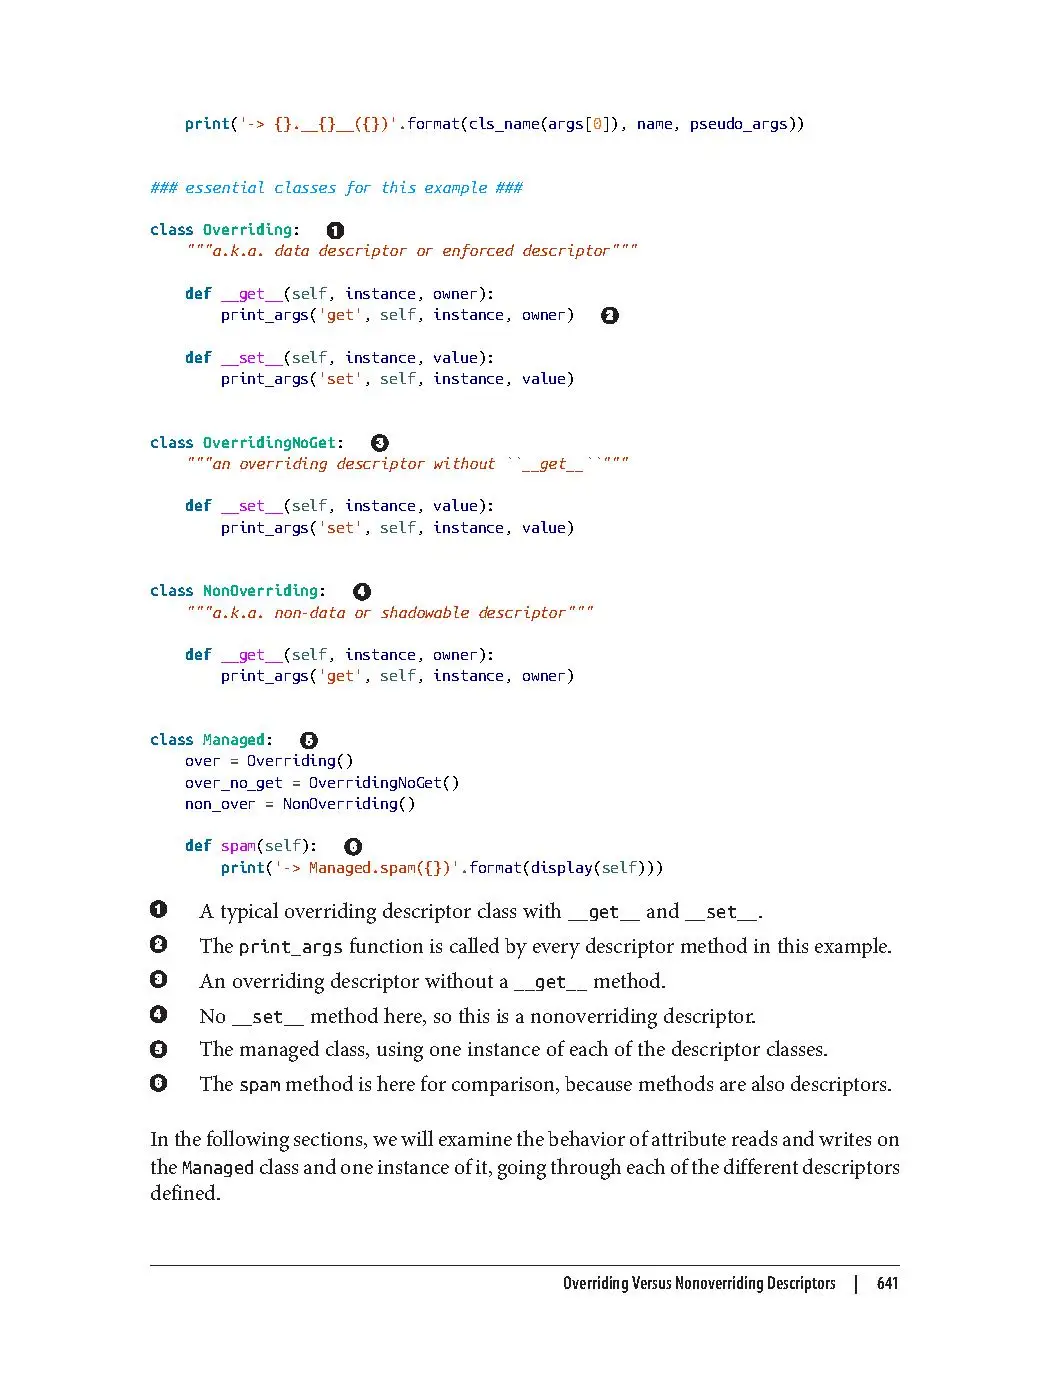 print('-> {}.__{}__({})'.format(cls_name(args[0]), name, pseudo_args))
### essential classes for this example ###
class Overriding: ❶
    """a.k.a. data descriptor or enforced descriptor"""
    def __get__(self, instance, owner):
        print_args('get', self, instance, owner) ❷
    def __set__(self, instance, value):
        print_args('set', self, instance, value)
class OverridingNoGet: ❸
    """an overriding descriptor without ``__get__``"""
    def __set__(self, instance, value):
        print_args('set', self, instance, value)
class NonOverriding: ❹
    """a.k.a. non-data or shadowable descriptor"""
    def __get__(self, instance, owner):
        print_args('get', self, instance, owner)
class Managed: ❺
    over = Overriding()
    over_no_get = OverridingNoGet()
    non_over = NonOverriding()
    def spam(self): ❻
        print('-> Managed.spam({})'.format(display(self)))
❶ A typical overriding descriptor class with __get__ and __set__.
❷ The print_args function is called by every descriptor method in this example.
❸ An overriding descriptor without a __get__ method.
❹ No __set__ method here, so this is a nonoverriding descriptor.
❺ The managed class, using one instance of each of the descriptor classes.
❻ The spam method is here for comparison, because methods are also descriptors.
In the following sections, we will examine the behavior of attribute reads and writes on
the Managed class and one instance of it, going through each of the different descriptors
defined.
Overriding Versus Nonoverriding Descriptors | 641